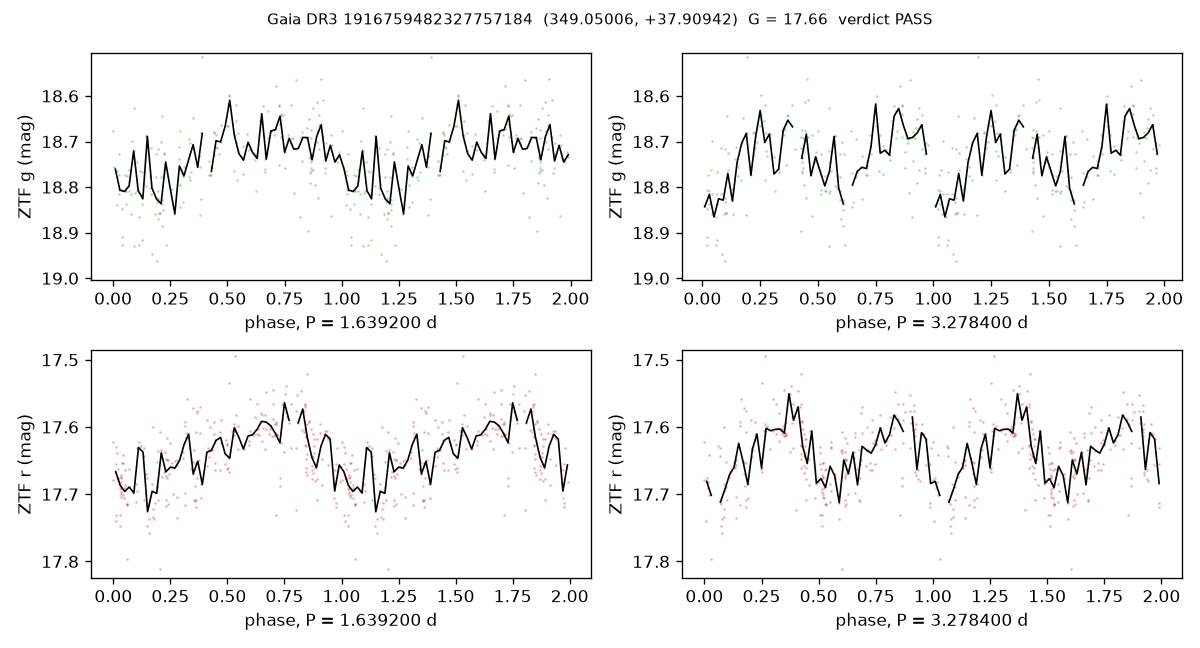 Gaia DR3 1916759482327757184 (349.05006, +37.90942) G = 17.66 verdict PASS
ZTF g (mag)
18.6
18.7
18.8
18.9
19.0
0.00 0.25 0.50 0.75 1.00 1.25 1.50 1.75 2.00
phase, P = 1.639200 d
ZTF g (mag)
18.6
18.7
18.8
18.9
19.0
0.00 0.25 0.50 0.75 1.00 1.25 1.50 1.75 2.00
phase, P = 3.278400 d
ZTF r (mag)
17.5
17.6
17.7
17.8
0.00 0.25 0.50 0.75 1.00 1.25 1.50 1.75 2.00
phase, P = 1.639200 d
ZTF r (mag)
17.5
17.6
17.7
17.8
0.00 0.25 0.50 0.75 1.00 1.25 1.50 1.75 2.00
phase, P = 3.278400 d